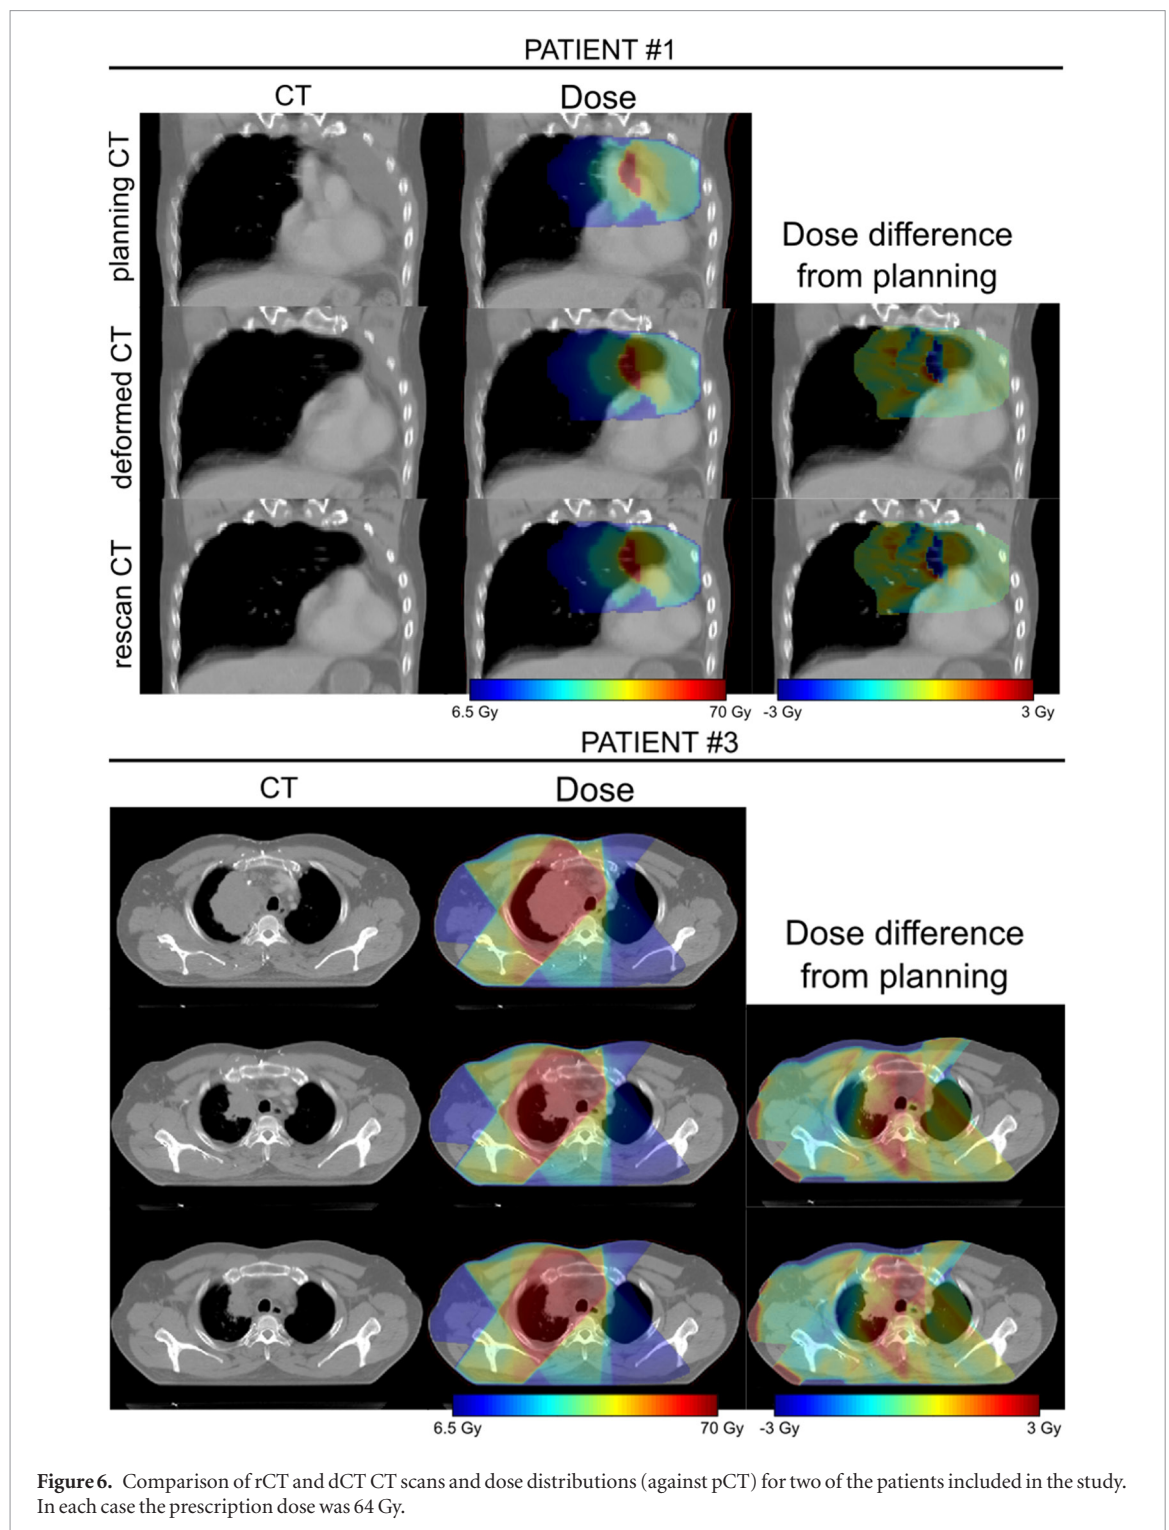 PATIENT #1
CT
Dose
planning CT
Dose difference
from planning
deformed CT
rescan CT
6.5 Gy
70 Gy
-3 Gy
3 Gy
PATIENT #3
CT
Dose
Dose difference
from planning
6.5 Gy
70 Gy
-3 Gy
3 Gy
Figure 6. Comparison of rCT and dCT CT scans and dose distributions (against pCT) for two of the patients included in the study.
In each case the prescription dose was 64 Gy.